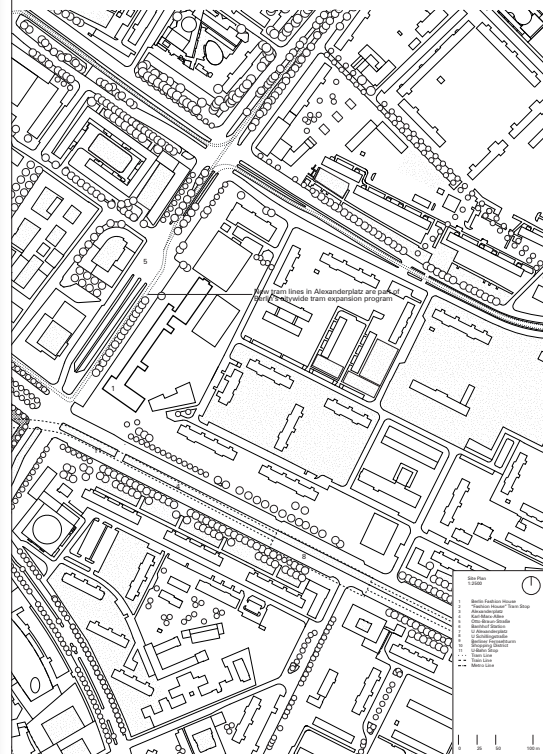 5
New tram lines in Alexanderplatz are part of
Berlin's citywide tram expansion program
1
8
Site Plan
1:2500
1 Berlin Fashion House
2 "Fashion House" Tram Stop
3 Alexanderplatz
4 Karl-Marx-Allee
5 Otto-Braun-Straße
6 Bahnhof Station
7 U Alexanderplatz
8 U Schillingstraße
9 Berliner Fernsehturm
10 Shopping District
11 U-Bahn Stop
Tram Line
Train Line
Metro Line
0 25 50 100 m